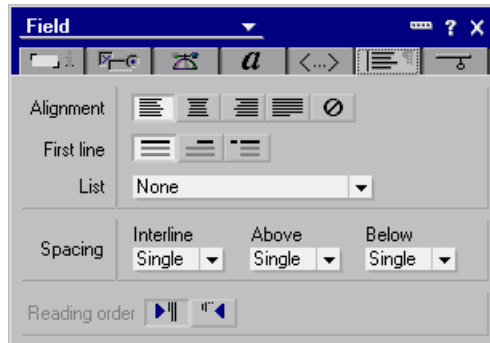 Field ? X
a <...>
Alignment
First line
List None
Interline Above Below
Spacing Single Single Single
Reading order